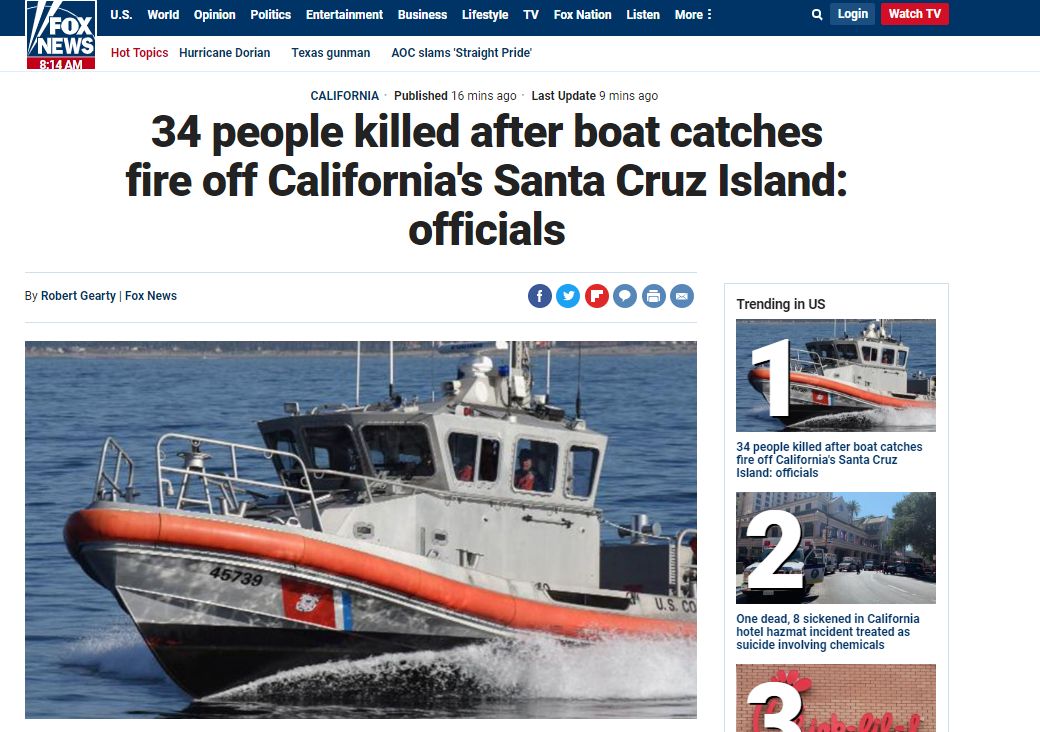 U.S. World Opinion Politics Entertainment Business Lifestyle TV Fox Nation Listen More Login Watch TV
FOX
NEWS
8:14 AM
Hot Topics Hurricane Dorian Texas gunman AOC slams 'Straight Pride'
CALIFORNIA · Published 16 mins ago · Last Update 9 mins ago
34 people killed after boat catches
fire off California's Santa Cruz Island:
officials
By Robert Gearty | Fox News
45739
U.S. CO
Trending in US
1
34 people killed after boat catches
fire off California's Santa Cruz
Island: officials
2
One dead, 8 sickened in California
hotel hazmat incident treated as
suicide involving chemicals
3